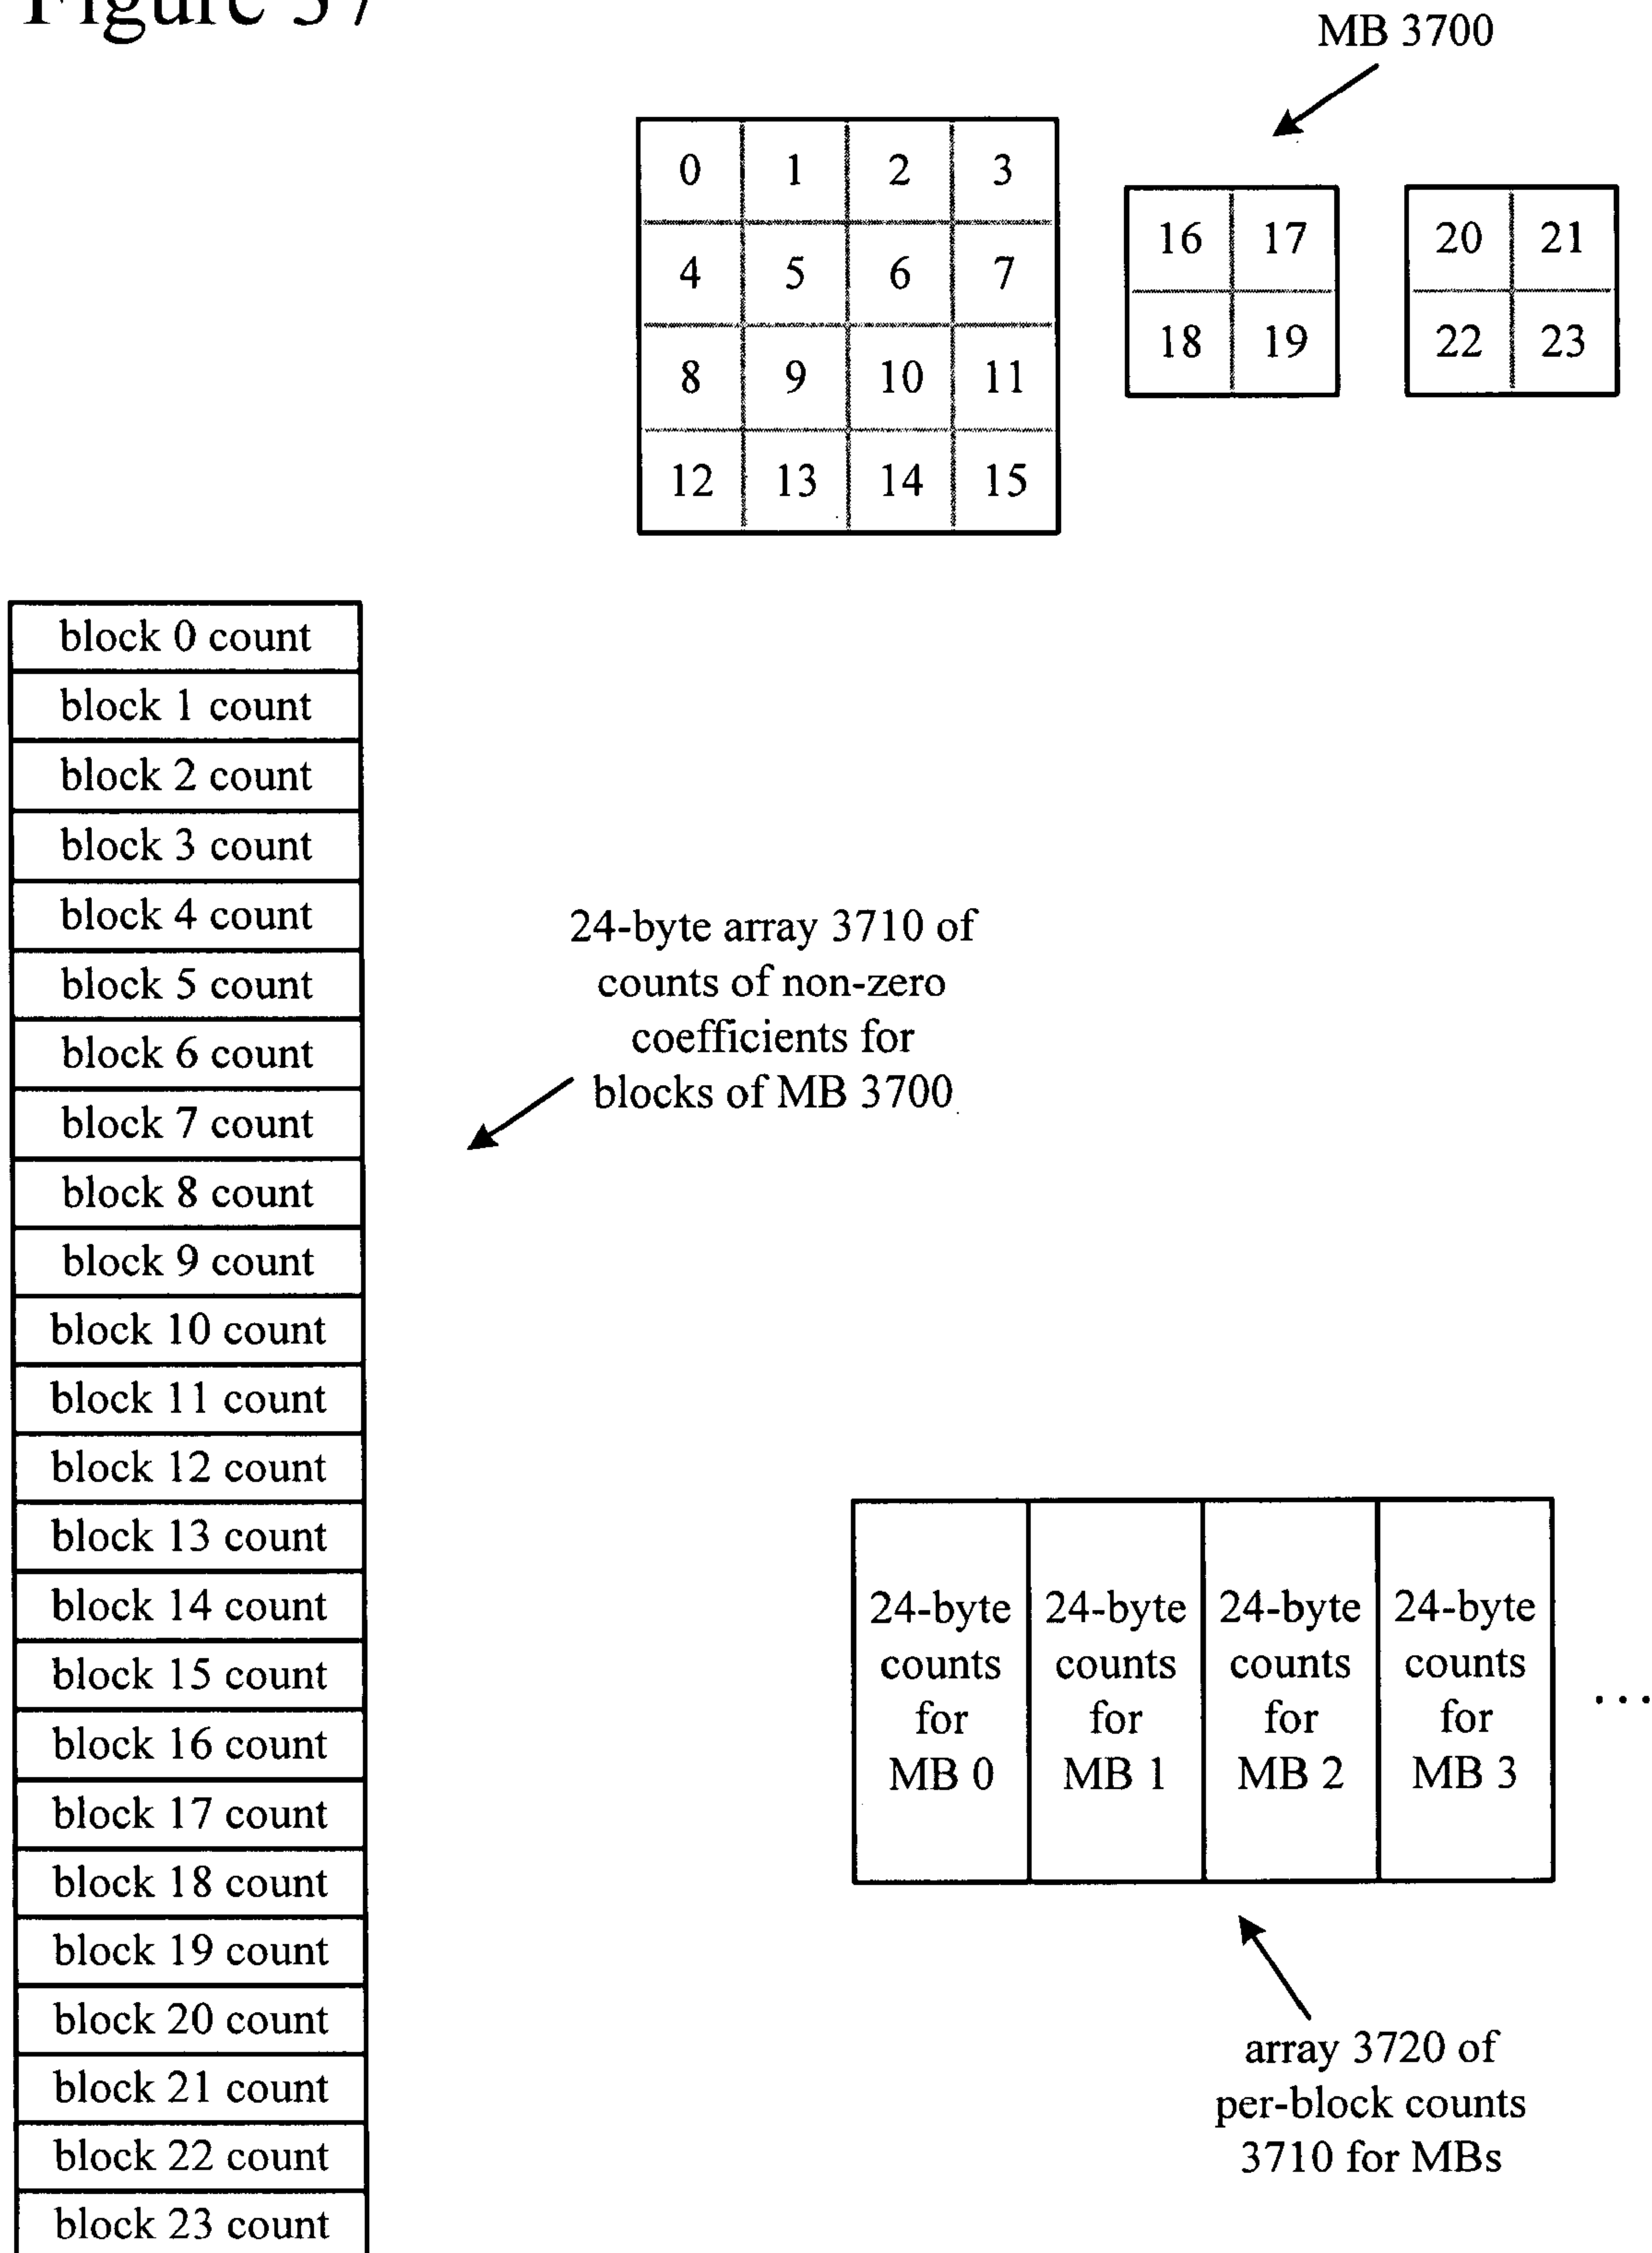 Figure 37
MB 3700
0 1 2 3
4 5 6 7
8 9 10 11
12 13 14 15
16 17
18 19
20 21
22 23
block 0 count
block 1 count
block 2 count
block 3 count
block 4 count
block 5 count
block 6 count
block 7 count
block 8 count
block 9 count
block 10 count
block 11 count
block 12 count
block 13 count
block 14 count
block 15 count
block 16 count
block 17 count
block 18 count
block 19 count
block 20 count
block 21 count
block 22 count
block 23 count
24-byte array 3710 of
counts of non-zero
coefficients for
blocks of MB 3700
24-byte
counts
for
MB 0
24-byte
counts
for
MB 1
24-byte
counts
for
MB 2
24-byte
counts
for
MB 3
...
array 3720 of
per-block counts
3710 for MBs